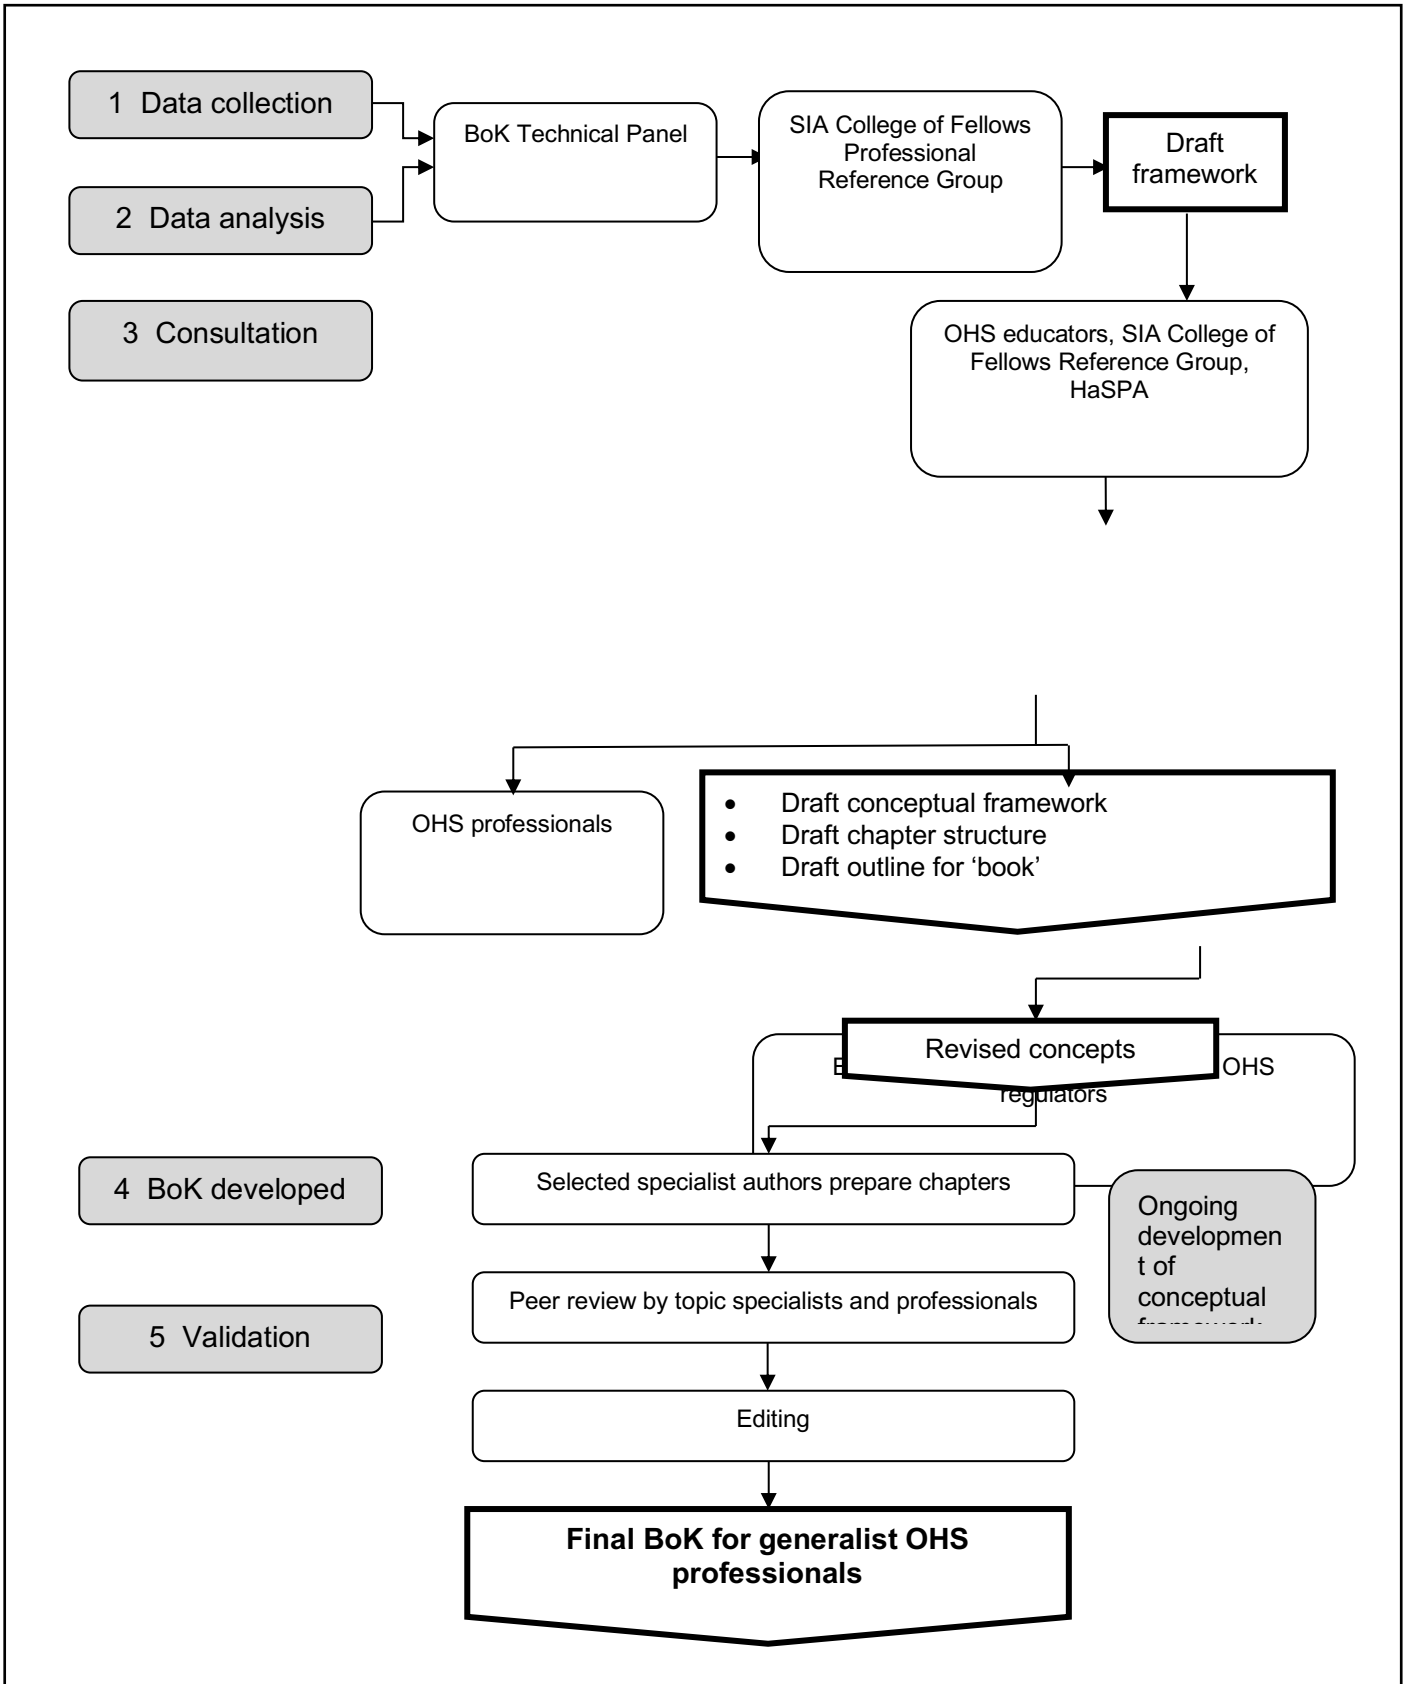 1 Data collection
BoK Technical Panel
SIA College of Fellows
Professional
Reference Group
Draft
framework
2 Data analysis
3 Consultation
OHS educators, SIA College of
Fellows Reference Group,
HaSPA
OHS professionals
• Draft conceptual framework
• Draft chapter structure
• Draft outline for ‘book’
Revised concepts
OHS
regulators
4 BoK developed
Selected specialist authors prepare chapters
Ongoing
developmen
t of
conceptual
5 Validation
Peer review by topic specialists and professionals
Editing
Final BoK for generalist OHS
professionals